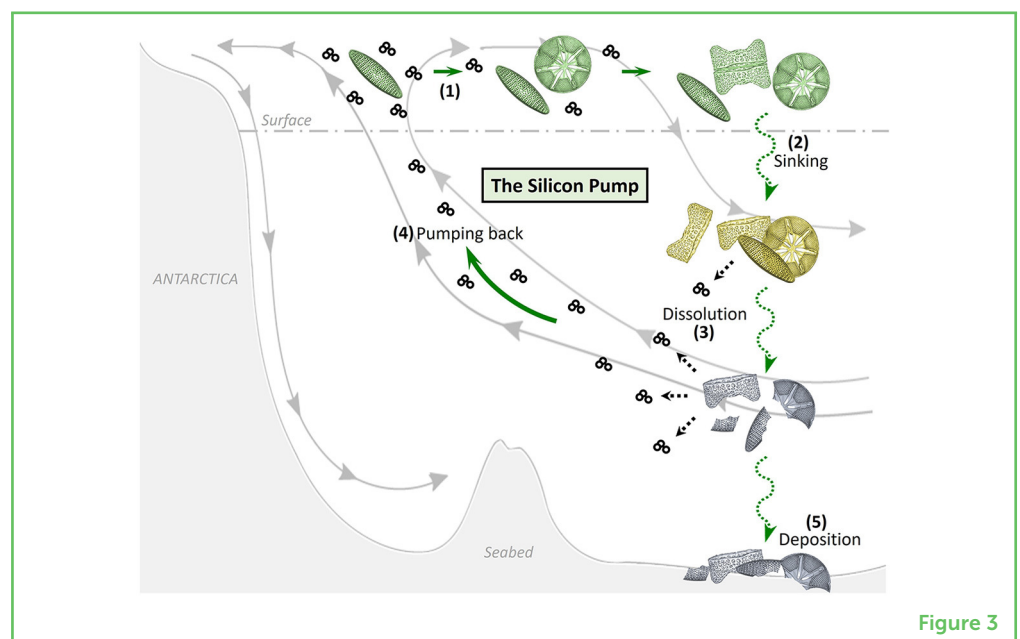 (1)
Surface
(2)
Sinking
The Silicon Pump
(4) Pumping back
ANTARCTICA
Dissolution
(3)
(5)
Deposition
Seabed
Figure 3